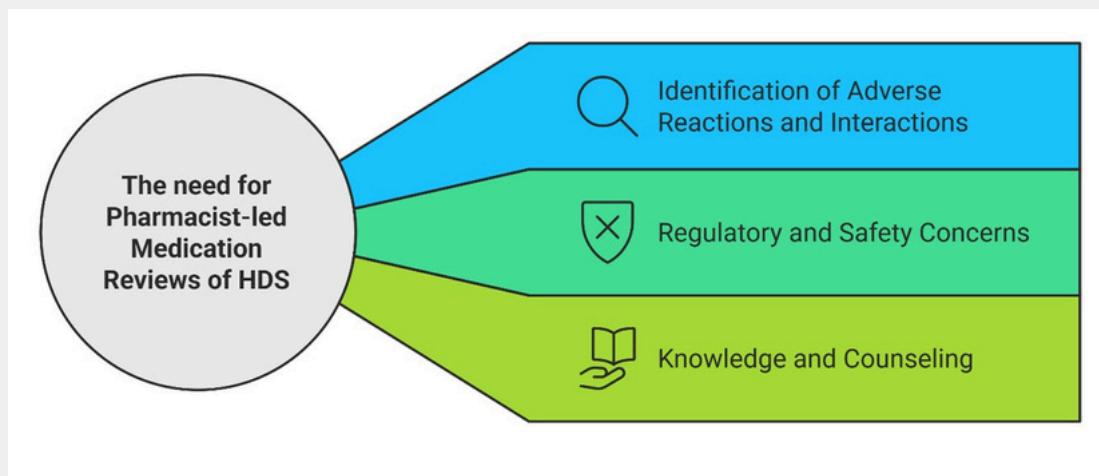 The need for
Pharmacist-led
Medication
Reviews of HDS
Identification of Adverse
Reactions and Interactions
Regulatory and Safety Concerns
Knowledge and Counseling